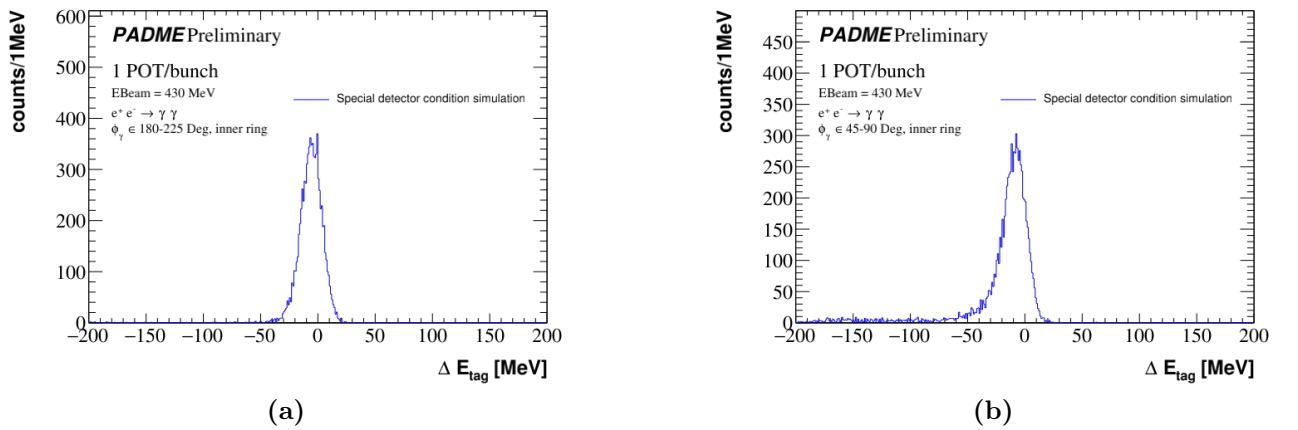 counts/1MeV
600
500
400
300
200
100
0
PADME Preliminary
1 POT/bunch
EBeam = 430 MeV
e⁺ e⁻ → γ γ
ϕγ ∈ 180-225 Deg, inner ring
Special detector condition simulation
−200 −150 −100 −50 0 50 100 150 200
Δ Etag [MeV]
(a)
counts/1MeV
450
400
350
300
250
200
150
100
50
0
PADME Preliminary
1 POT/bunch
EBeam = 430 MeV
e⁺ e⁻ → γ γ
ϕγ ∈ 45-90 Deg, inner ring
Special detector condition simulation
−200 −150 −100 −50 0 50 100 150 200
Δ Etag [MeV]
(b)